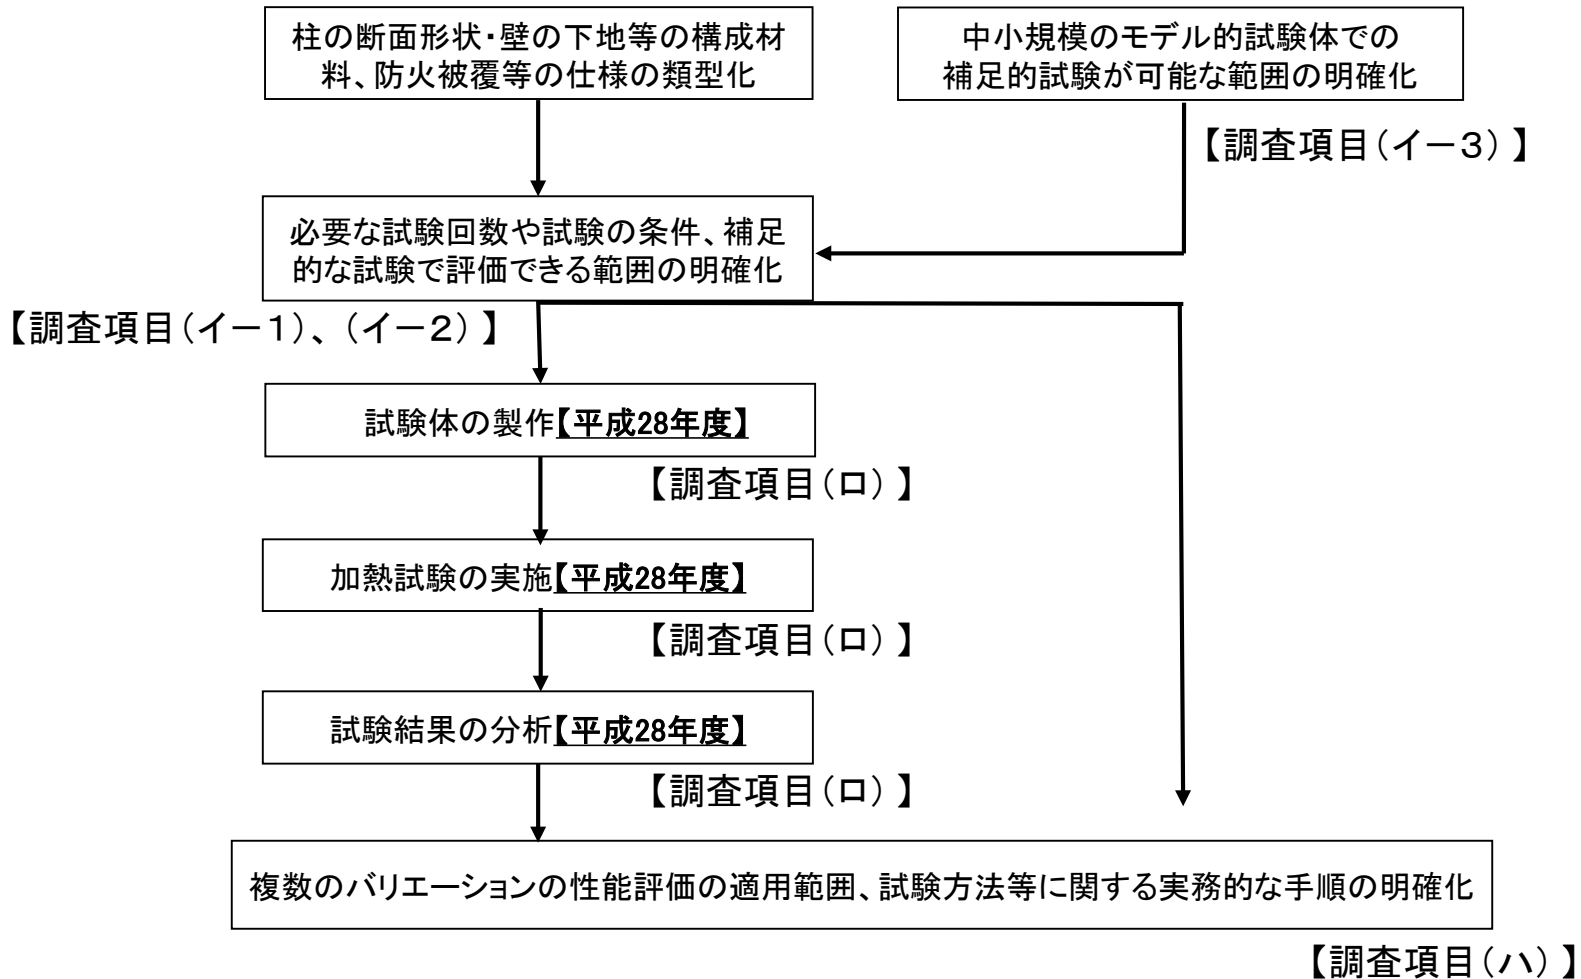 柱の断面形状・壁の下地等の構成材
料、防火被覆等の仕様の類型化
中小規模のモデル的試験体での
補足的試験が可能な範囲の明確化
【調査項目(イー3)】
必要な試験回数や試験の条件、補足
的な試験で評価できる範囲の明確化
【調査項目(イー1)、(イー2)】
試験体の製作【平成28年度】
【調査項目(ロ)】
加熱試験の実施【平成28年度】
【調査項目(ロ)】
試験結果の分析【平成28年度】
【調査項目(ロ)】
複数のバリエーションの性能評価の適用範囲、試験方法等に関する実務的な手順の明確化
【調査項目(ハ)】